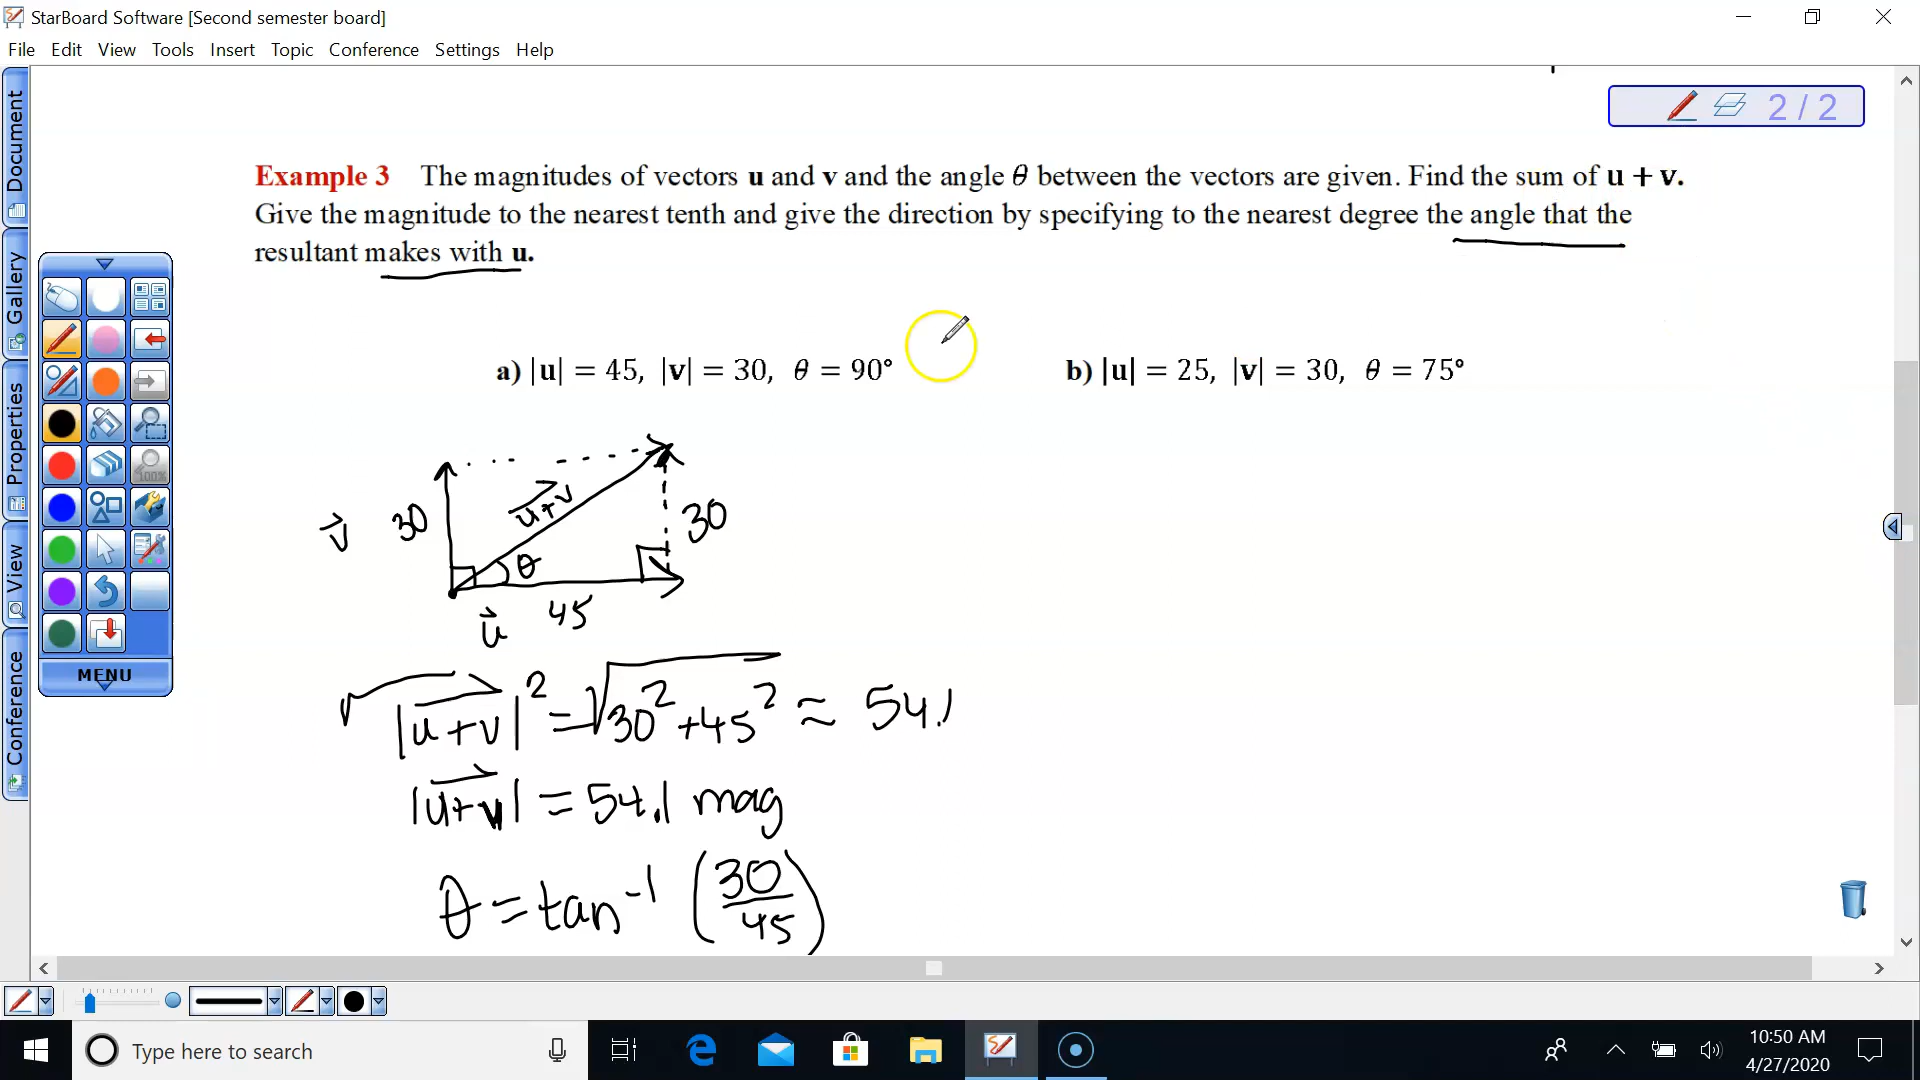 StarBoard Software [Second semester board]
File Edit View Tools Insert Topic Conference Settings Help
Document
Gallery
Properties
View
Conference
MENU
100%
2 / 2
Example 3 The magnitudes of vectors u and v and the angle θ between the vectors are given. Find the sum of u + v.
Give the magnitude to the nearest tenth and give the direction by specifying to the nearest degree the angle that the
resultant makes with u.
a) |u| = 45, |v| = 30, θ = 90°
b) |u| = 25, |v| = 30, θ = 75°
v⃗ 30 u+v 30
θ
u⃗ 45
√|u+v|² = √30² + 45² ≈ 54.1
|u+v| = 54.1 mag
θ = tan⁻¹ (30/45)
Type here to search
10:50 AM
4/27/2020